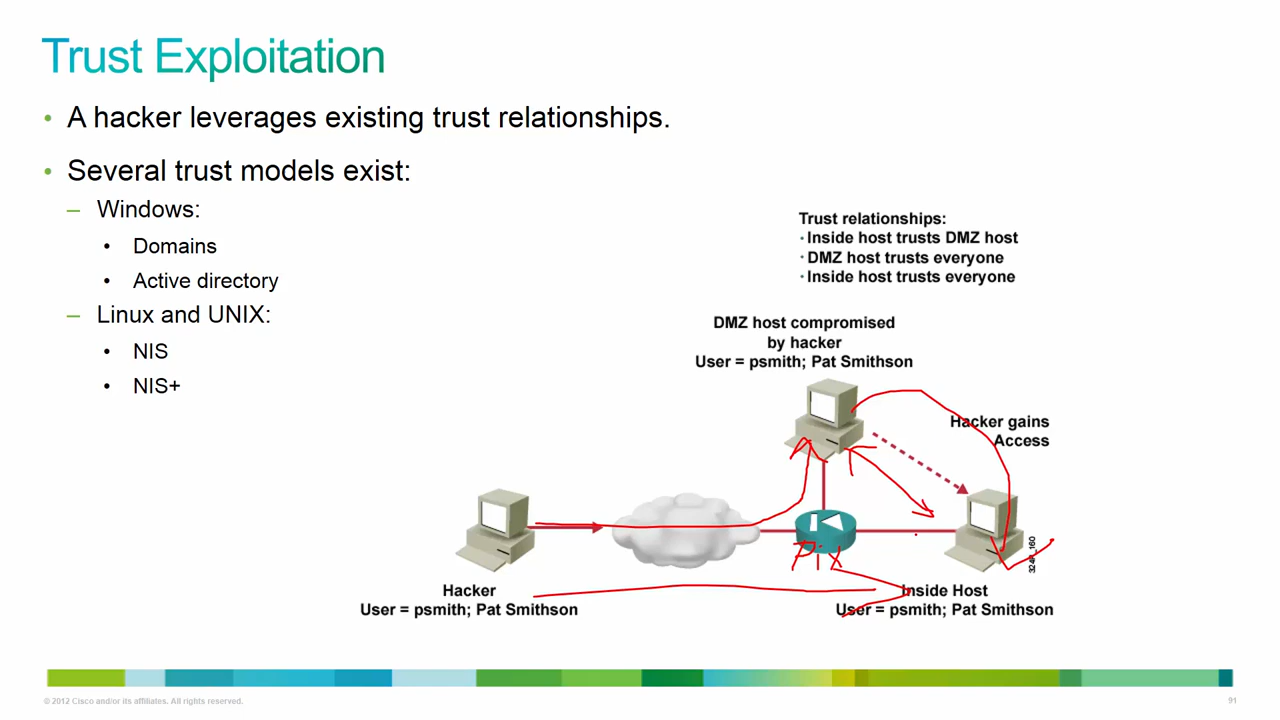 Trust Exploitation
• A hacker leverages existing trust relationships.
• Several trust models exist:
– Windows:
• Domains
• Active directory
– Linux and UNIX:
• NIS
• NIS+
Trust relationships:
· Inside host trusts DMZ host
· DMZ host trusts everyone
· Inside host trusts everyone
DMZ host compromised
by hacker
User = psmith; Pat Smithson
Hacker gains
Access
Pix
324R_160
Hacker
User = psmith; Pat Smithson
Inside Host
User = psmith; Pat Smithson
© 2012 Cisco and/or its affiliates. All rights reserved.
91